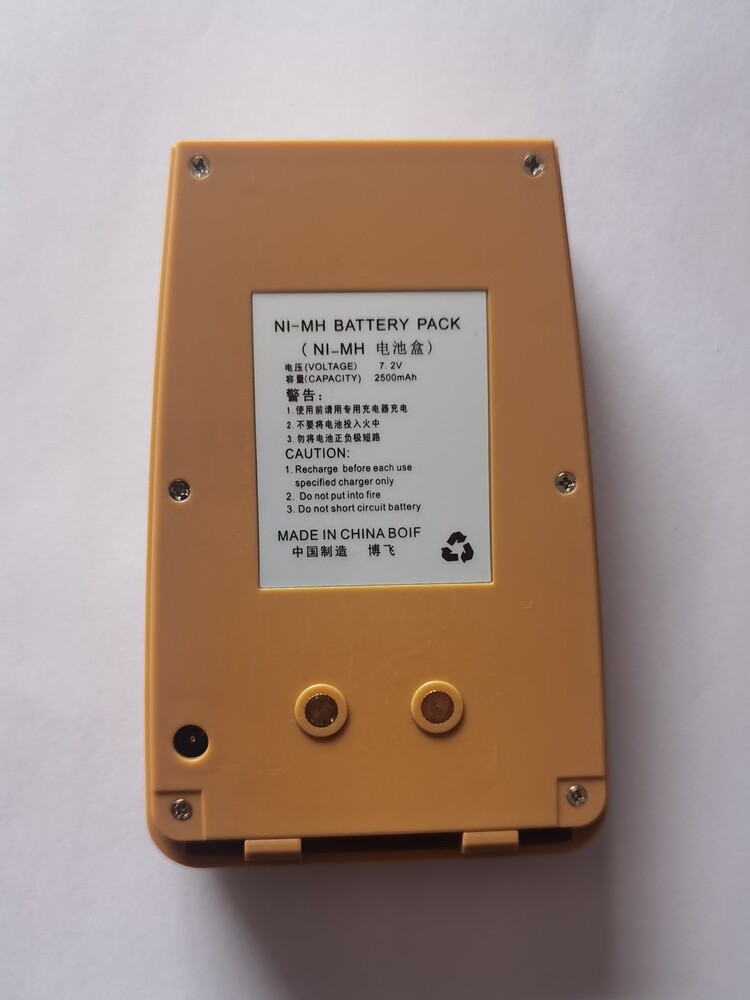 NI-MH BATTERY PACK
(NI-MH 电池盒)
电压(VOLTAGE) 7.2V
容量(CAPACITY) 2500mAh
警告:
1.使用前请用专用充电器充电
2.不要将电池投入火中
3.勿将电池正负极短路
CAUTION:
1. Recharge before each use
specified charger only
2. Do not put into fire
3. Do not short circuit battery
MADE IN CHINA BOIF
中国制造 博飞